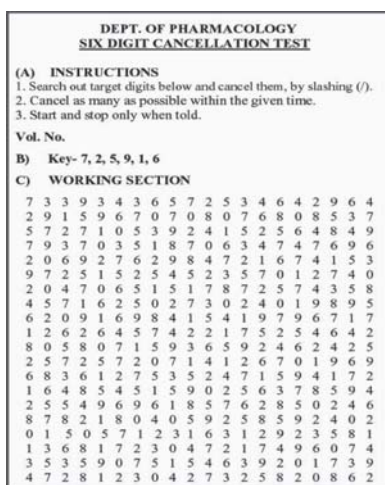 DEPT. OF PHARMACOLOGY
SIX DIGIT CANCELLATION TEST
(A) INSTRUCTIONS
1. Search out target digits below and cancel them, by slashing (/).
2. Cancel as many as possible within the given time.
3. Start and stop only when told.
Vol. No.
B) Key- 7, 2, 5, 9, 1, 6
C) WORKING SECTION
7 3 3 9 3 4 3 6 5 7 2 5 3 4 6 4 2 9 6 4
2 9 1 5 9 6 7 0 7 0 8 0 7 6 8 0 8 5 3 7
5 7 2 7 1 0 5 3 9 2 4 1 5 2 5 6 4 8 4 9
7 9 3 7 0 3 5 1 8 7 0 6 3 4 7 4 7 6 9 6
2 0 6 9 2 7 6 2 9 8 4 7 2 1 6 7 4 1 5 3
9 7 2 5 1 5 2 5 4 5 2 3 5 7 0 1 2 7 4 0
2 0 4 7 0 6 5 1 5 1 7 8 7 2 5 7 4 3 5 8
4 5 7 1 6 2 5 0 2 7 3 0 2 4 0 1 9 8 9 5
6 2 0 9 1 6 9 8 4 1 5 4 1 9 7 9 6 7 1 7
1 2 6 2 6 4 5 7 4 2 2 1 7 5 2 5 4 6 4 2
8 0 5 8 0 7 1 5 9 3 6 5 9 2 4 6 2 4 2 5
2 5 7 2 5 7 2 0 7 1 4 1 2 6 7 0 1 9 6 9
6 8 3 6 1 2 7 5 3 5 2 4 7 1 5 9 4 1 7 2
1 6 4 8 5 4 5 1 5 9 0 2 5 6 3 7 8 5 9 4
2 5 5 4 9 6 9 6 1 8 5 7 6 2 8 5 0 2 4 6
8 7 8 2 1 8 0 4 0 5 9 2 5 8 5 9 2 4 0 2
0 1 5 0 5 7 1 2 3 1 6 3 1 2 9 2 3 5 8 1
1 3 6 8 1 7 2 3 0 4 7 2 1 7 4 9 6 0 7 4
3 5 3 5 9 0 7 5 1 5 4 6 3 9 2 0 1 7 3 9
4 7 2 8 1 2 3 0 4 2 7 3 2 5 8 2 0 8 6 2